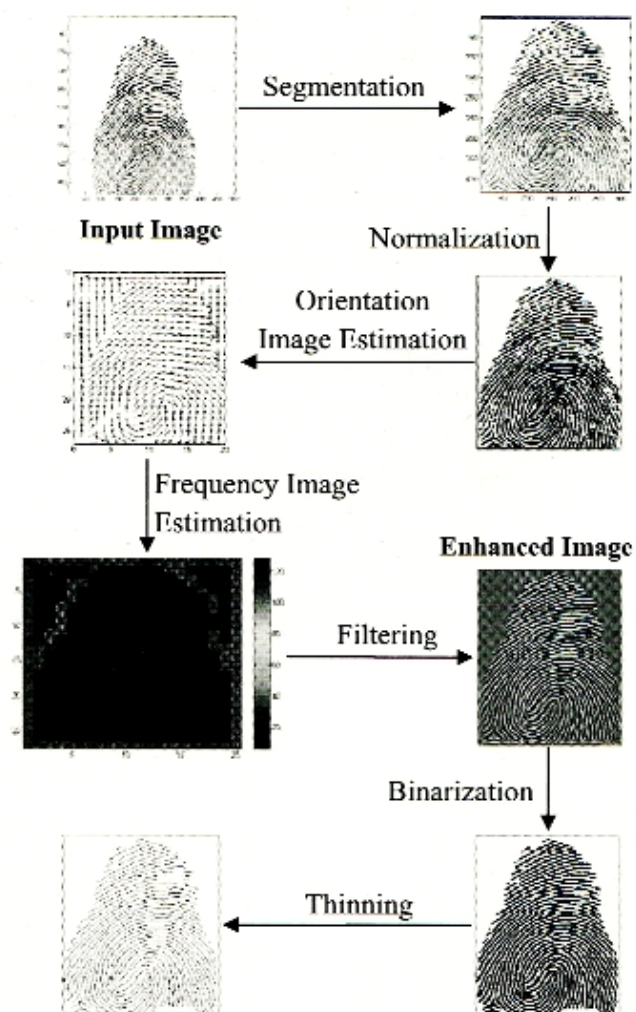 Segmentation
Input Image
Normalization
Orientation
Image Estimation
Frequency Image
Estimation
Enhanced Image
Filtering
Binarization
Thinning